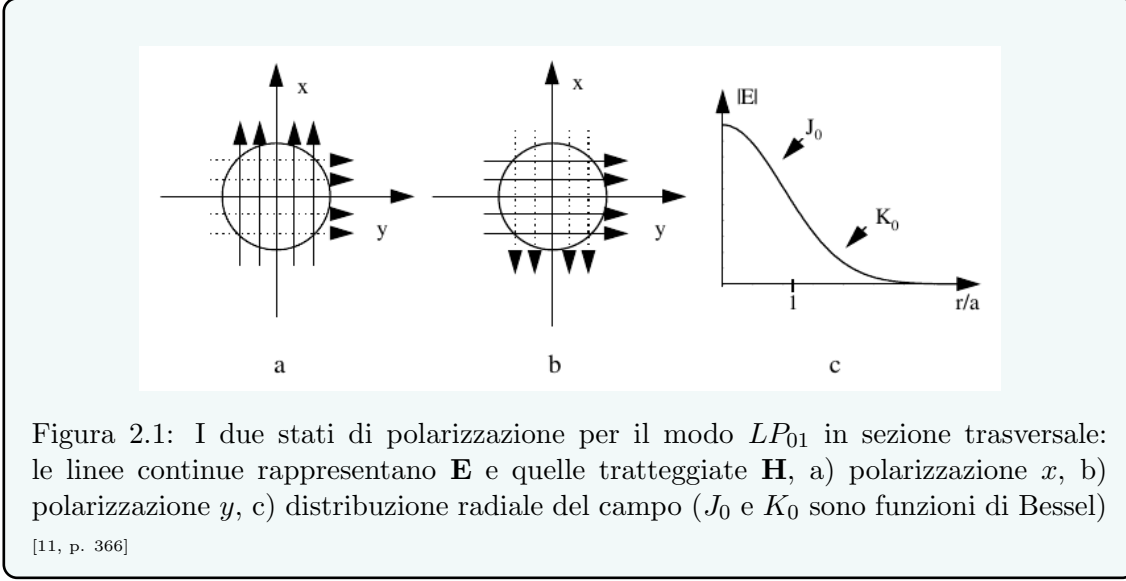 x
y
a
x
y
b
|E|
J₀
K₀
1
r/a
c
Figura 2.1: I due stati di polarizzazione per il modo LP₀₁ in sezione trasversale:
le linee continue rappresentano E e quelle tratteggiate H, a) polarizzazione x, b)
polarizzazione y, c) distribuzione radiale del campo (J₀ e K₀ sono funzioni di Bessel)
[11, p. 366]